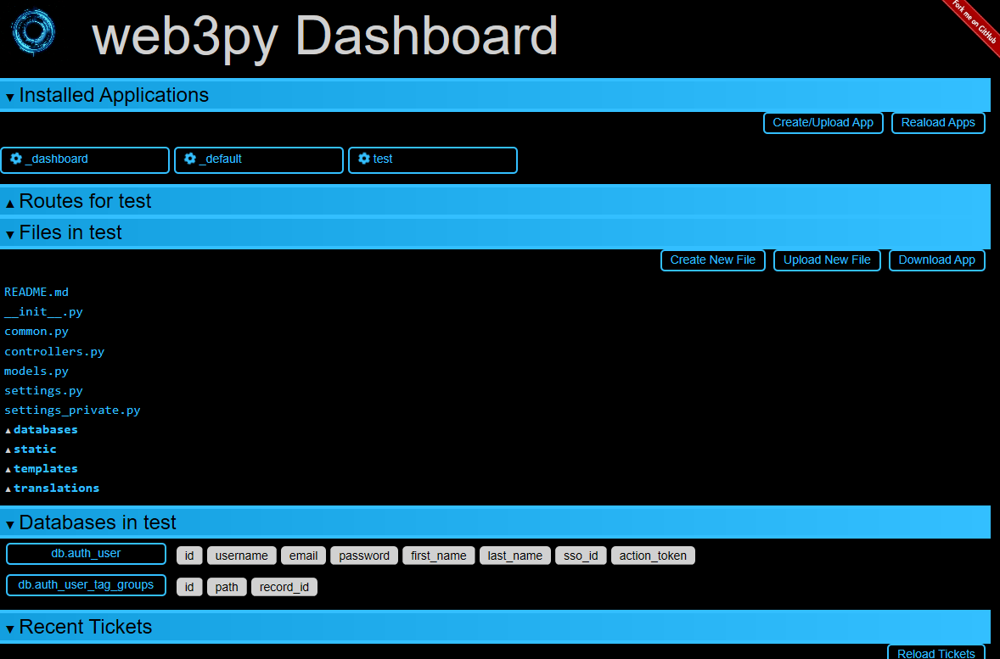 web3py Dashboard
Fork me on GitHub
▼ Installed Applications
Create/Upload App Reaload Apps
_dashboard _default test
▲ Routes for test
▼ Files in test
Create New File Upload New File Download App
README.md
__init__.py
common.py
controllers.py
models.py
settings.py
settings_private.py
▲ databases
▲ static
▲ templates
▲ translations
▼ Databases in test
db.auth_user id username email password first_name last_name sso_id action_token
db.auth_user_tag_groups id path record_id
▼ Recent Tickets
Reload Tickets